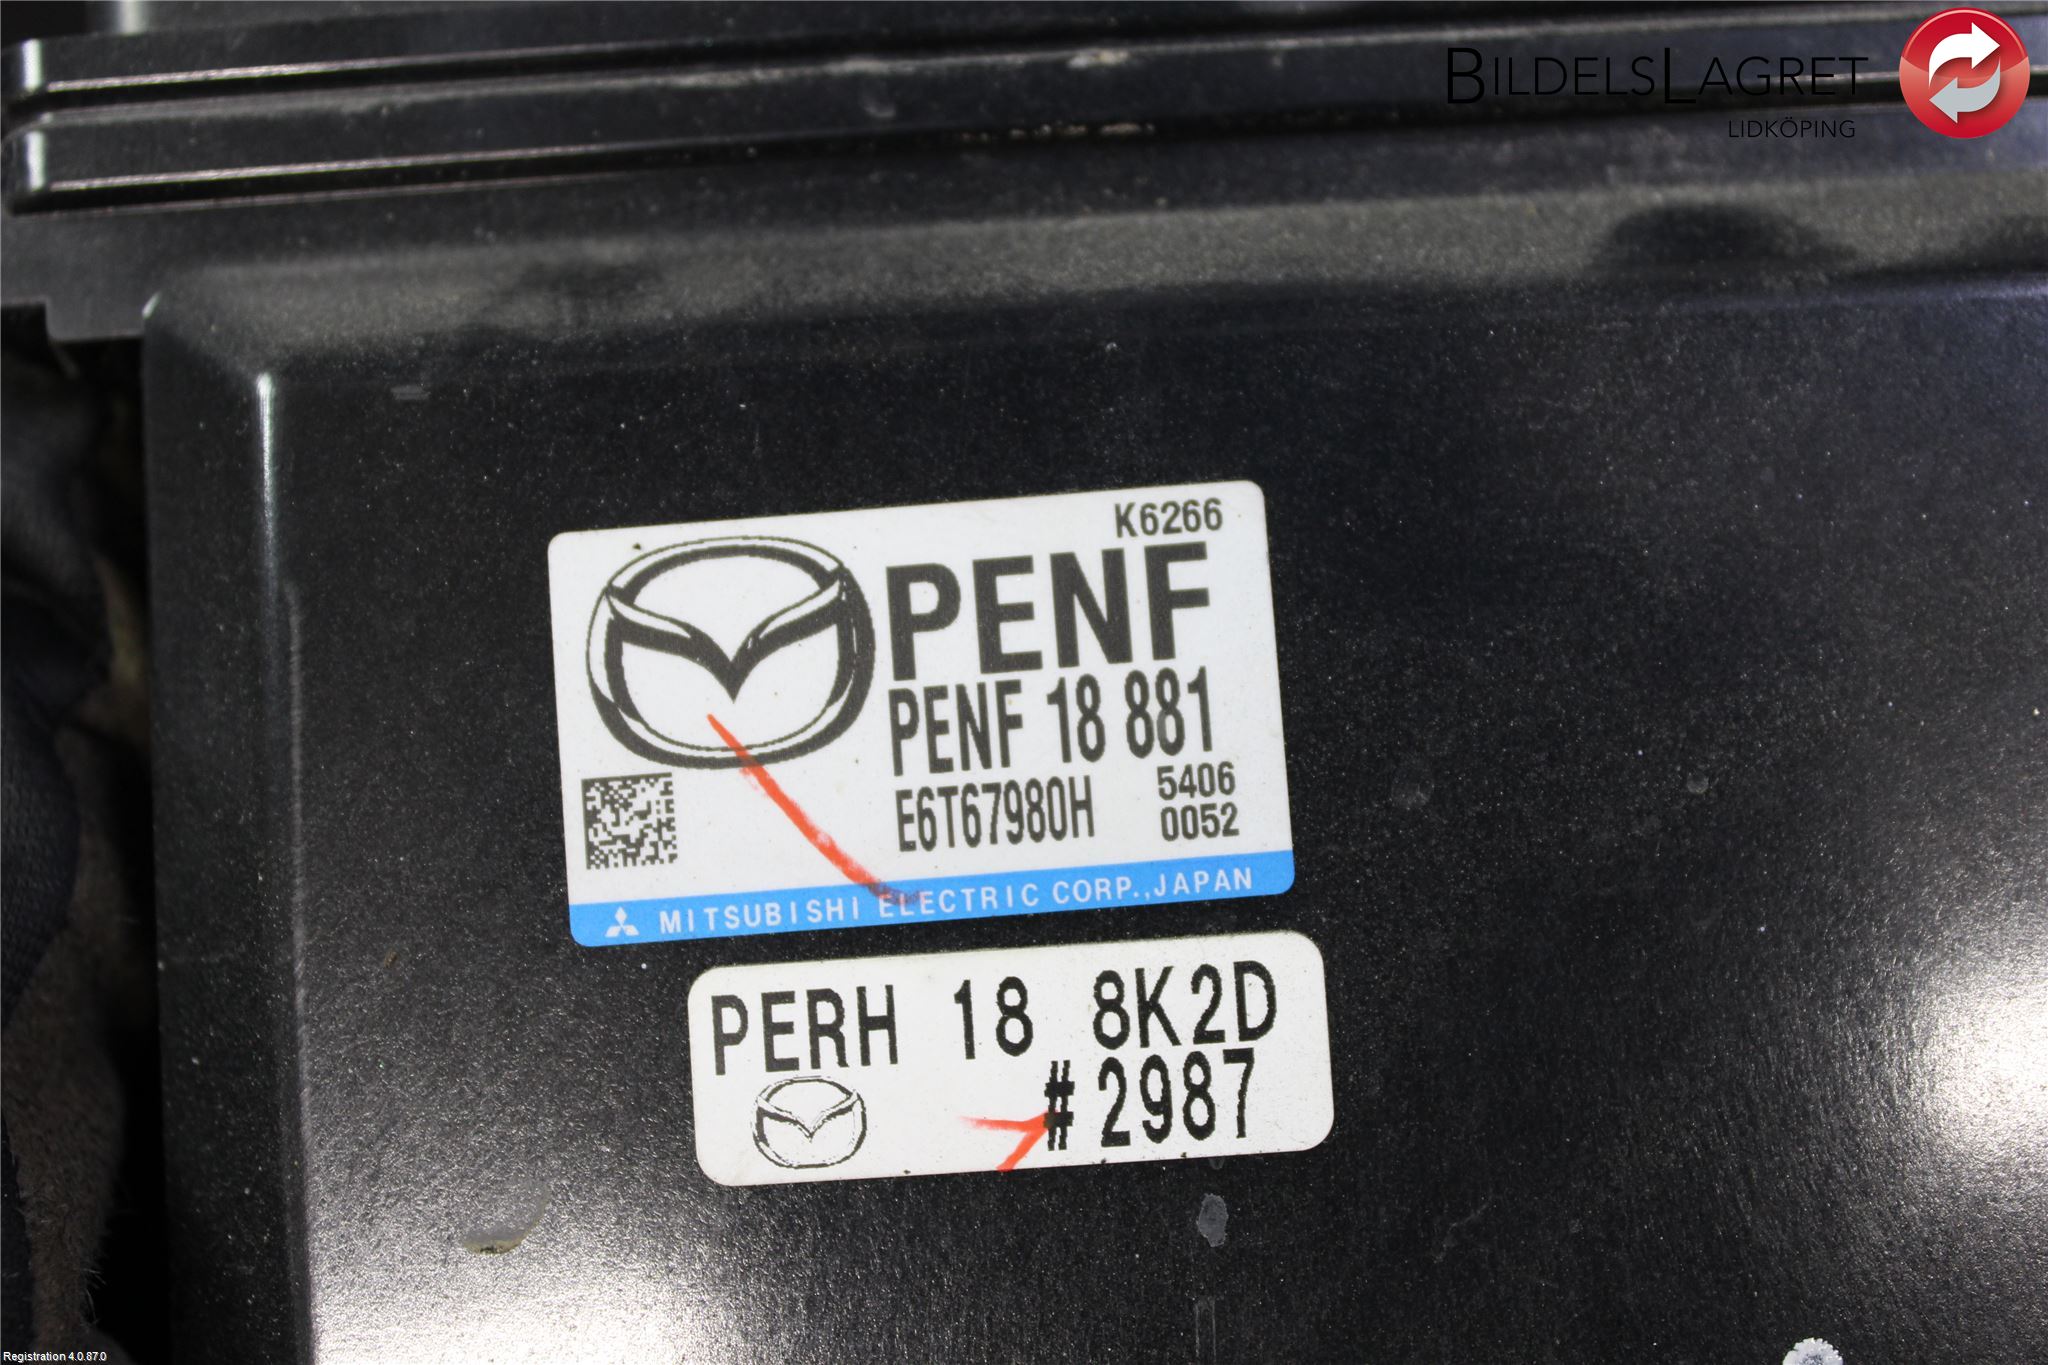 BILDELSLAGRET
LIDKÖPING
K6266
PENF
PENF 18 881
E6T67980H
5406
0052
MITSUBISHI ELECTRIC CORP.,JAPAN
PERH 18 8K2D
#2987
Registration 4.0.87.0